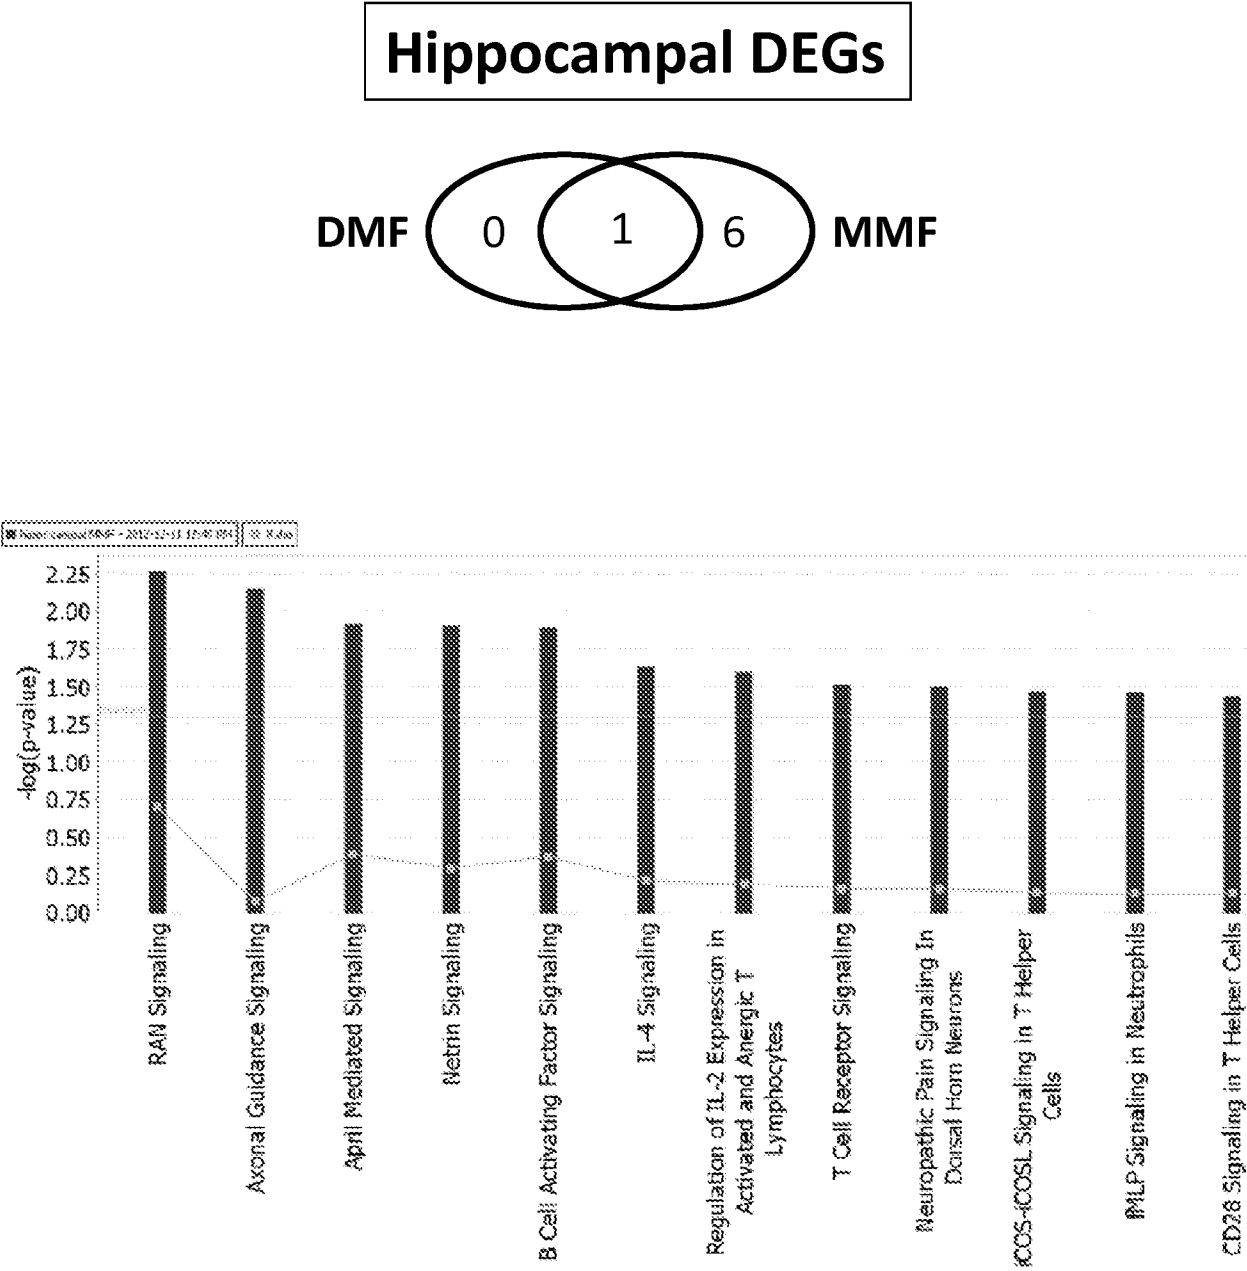 Hippocampal DEGs
DMF 0 1 6 MMF
Ratio
2.25
2.00
1.75
1.50
1.25
1.00
0.75
0.50
0.25
0.00
-log(p-value)
RAN Signaling
Axonal Guidance Signaling
April Mediated Signaling
Netrin Signaling
B Cell Activating Factor Signaling
IL-4 Signaling
Regulation of IL-2 Expression in
Activated and Anergic T
Lymphocytes
T Cell Receptor Signaling
Neuropathic Pain Signaling In
Dorsal Horn Neurons
iCOS-iCOSL Signaling in T Helper
Cells
fMLP Signaling in Neutrophils
CD28 Signaling in T Helper Cells